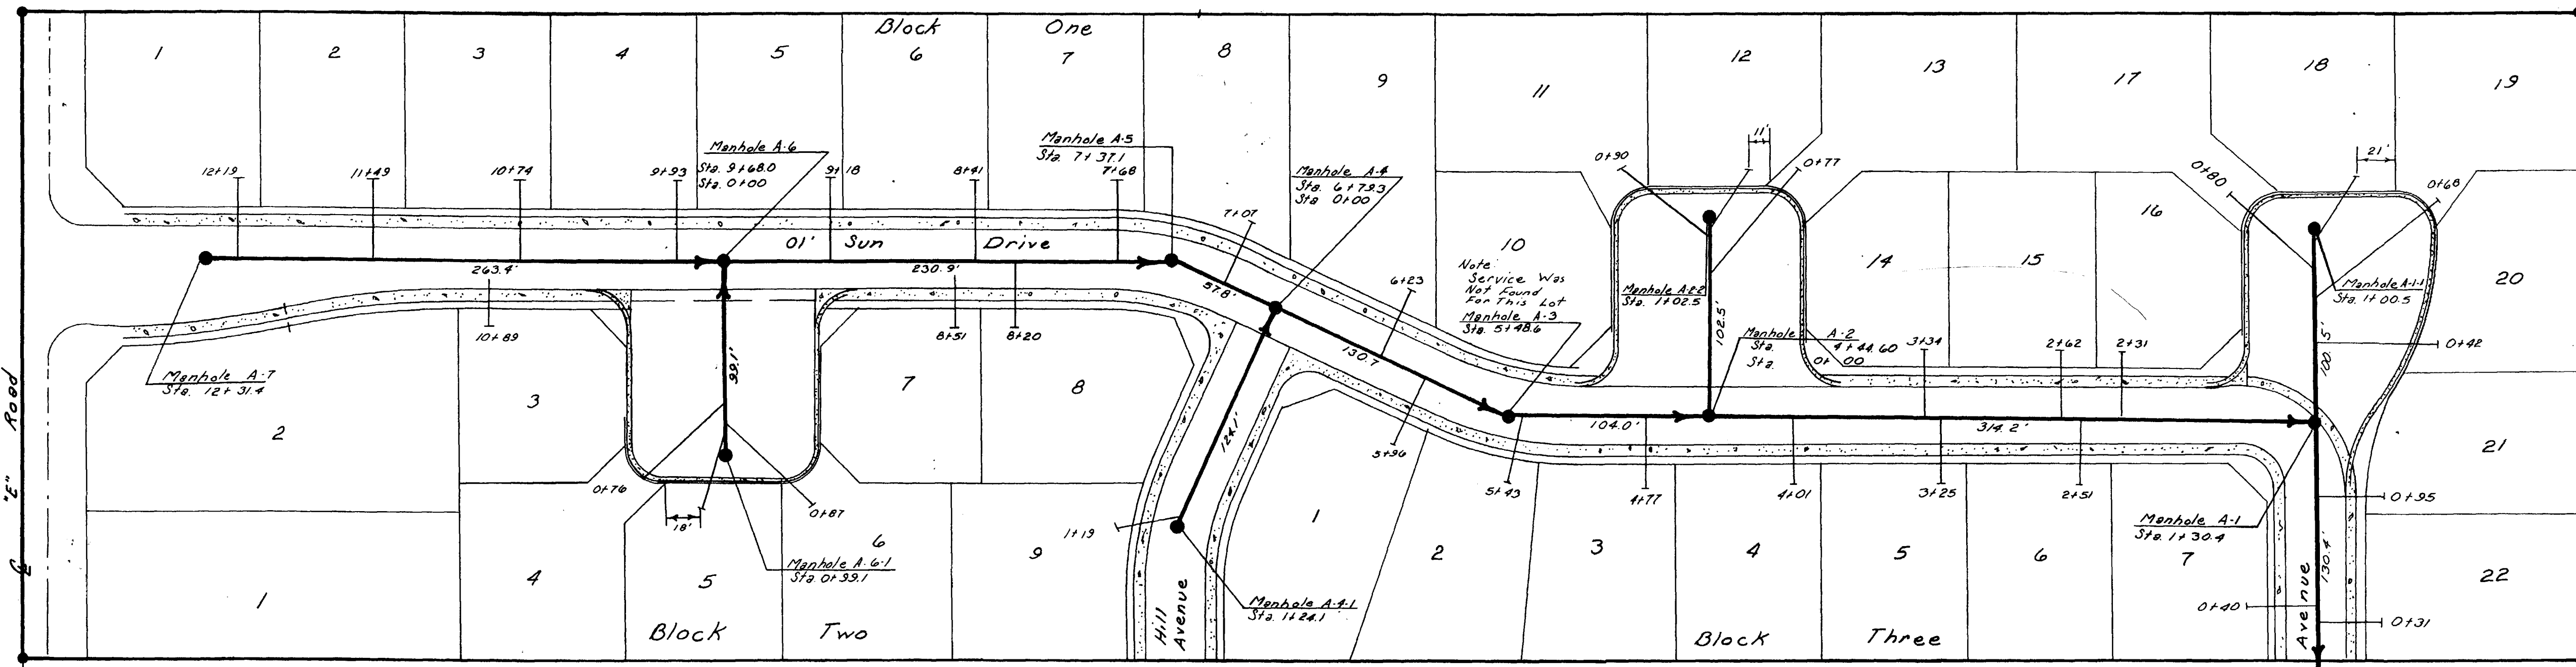 Block One
1
2
3
4
5
6
7
8
9
11
12
13
17
18
19
Manhole A-6
Sta. 9+68.0
Sta. 0+00
Manhole A-5
Sta. 7+37.1
Manhole A-4
Sta. 6+79.3
Sta 0+00
12+19
11+49
10+74
9+93
9+18
8+41
7+68
7+07
6+23
0+90
11'
0+77
0+80
21'
0+68
16
10
Note:
Service Was
Not Found
For This Lot
Manhole A-3
Sta. 5+48.6
Manhole A-2-2
Sta. 1+02.5
14
15
20
Manhole A-1-1
Sta. 1+00.5
01' Sun Drive
263.4'
230.9'
57.8'
130.7
102.5'
Manhole A-2
Sta. 4+44.60
Sta. 0+00
3+34
2+62
2+31
100.5'
0+42
10+89
8+51
8+20
Manhole A-7
Sta. 12+31.4
99.1'
124.1'
104.0'
314.2'
2
3
7
8
5+96
21
0+76
18'
0+87
5+43
4+77
4+01
3+25
2+51
0+95
1
2
3
4
5
6
7
Manhole A-1
Sta. 1+30.4
1+19
Manhole A-6-1
Sta. 0+99.1
Manhole A-4-1
Sta. 1+24.1
1
4
5
6
9
22
130.4'
0+40
0+31
Block Two
Block Three
Hill
Avenue
Avenue
℄ "E" Road